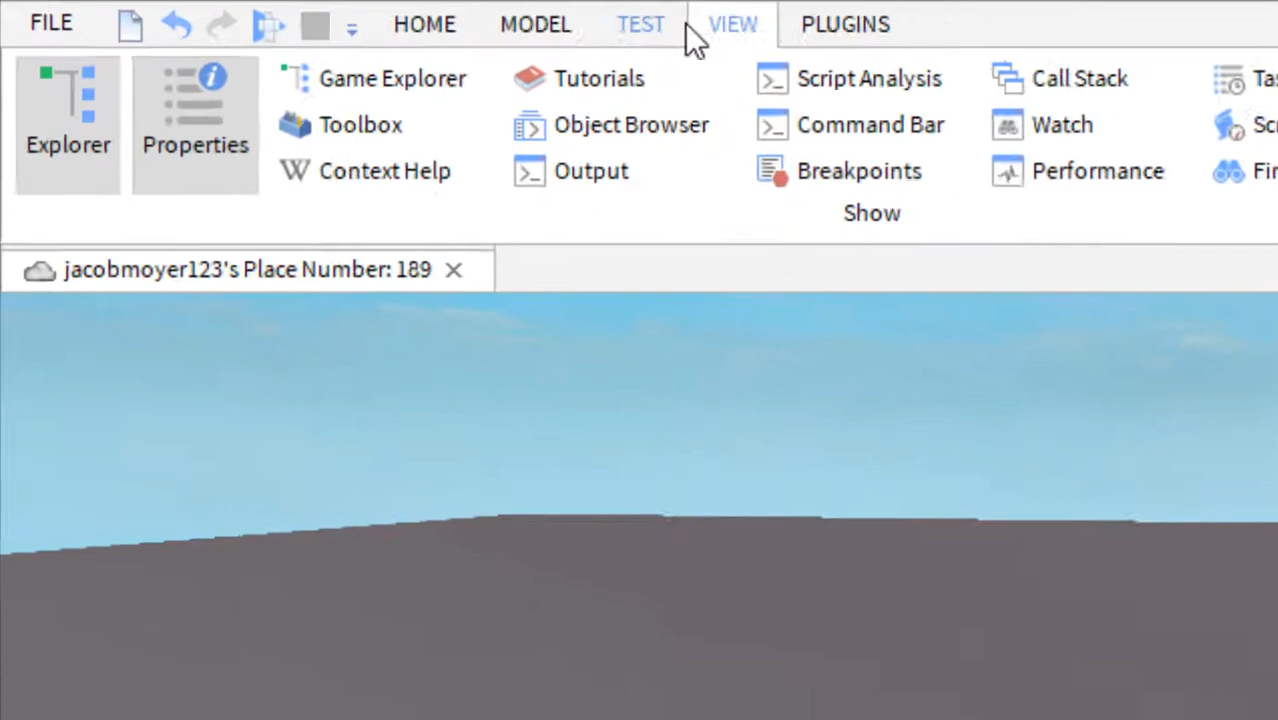 FILE HOME MODEL TEST VIEW PLUGINS
Explorer
Properties
Game Explorer
Toolbox
Context Help
Tutorials
Object Browser
Output
Script Analysis
Command Bar
Breakpoints
Call Stack
Watch
Performance
Show
jacobmoyer123's Place Number: 189